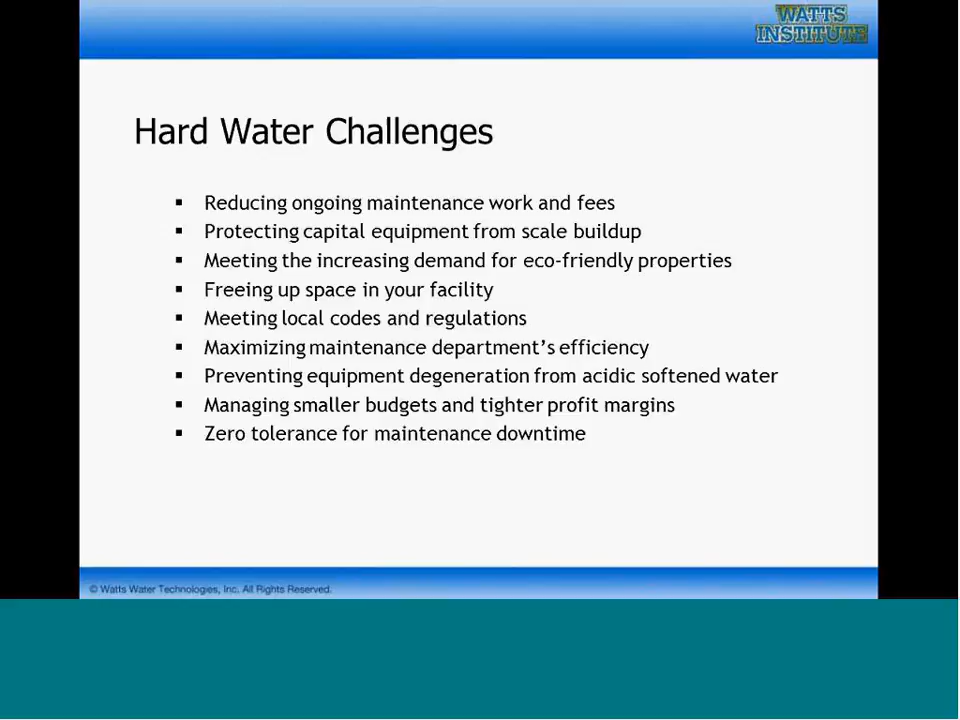 WATTS
INSTITUTE
Hard Water Challenges
▪ Reducing ongoing maintenance work and fees
▪ Protecting capital equipment from scale buildup
▪ Meeting the increasing demand for eco-friendly properties
▪ Freeing up space in your facility
▪ Meeting local codes and regulations
▪ Maximizing maintenance department’s efficiency
▪ Preventing equipment degeneration from acidic softened water
▪ Managing smaller budgets and tighter profit margins
▪ Zero tolerance for maintenance downtime
© Watts Water Technologies, Inc. All Rights Reserved.